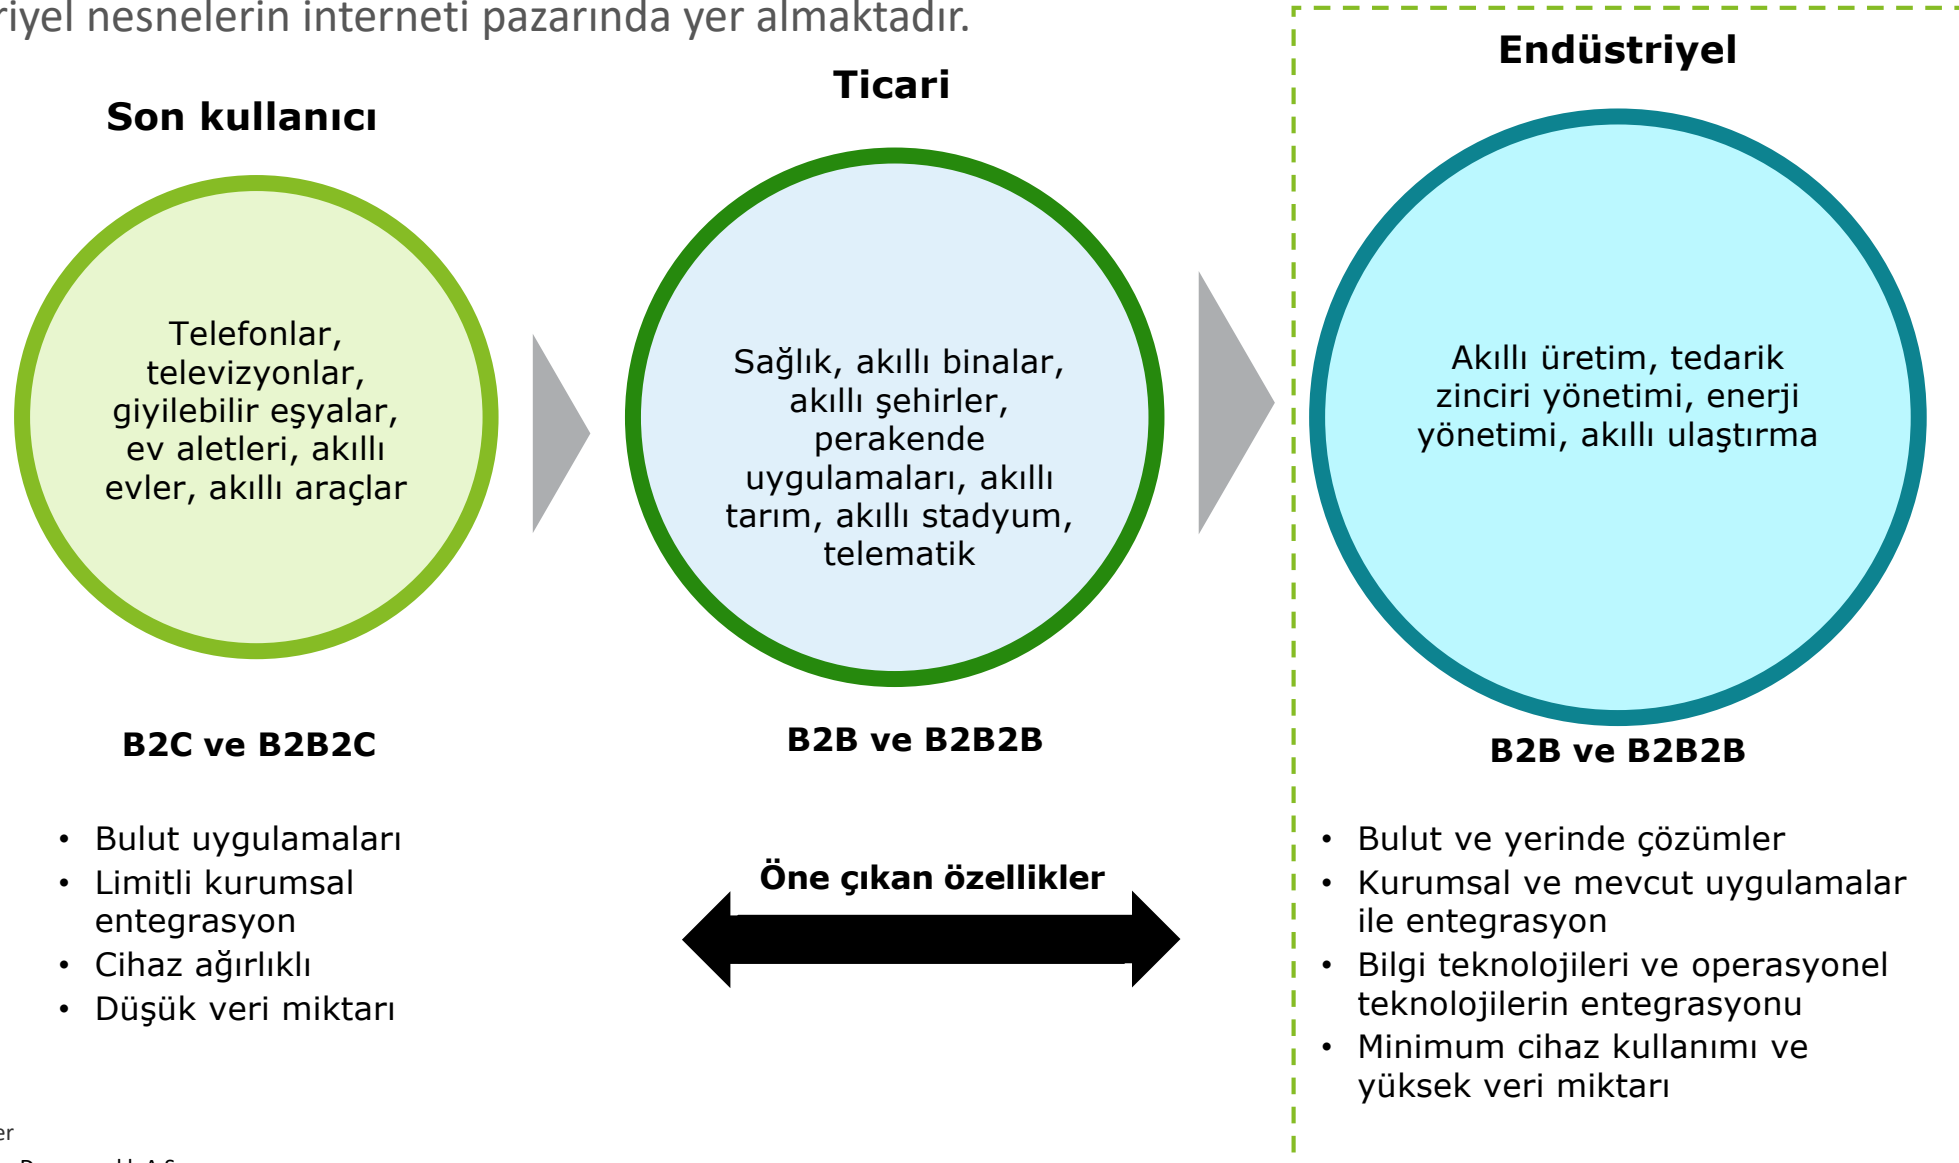 nesnelerin interneti pazarında yer almaktadır.
Son kullanıcı
Telefonlar,
televizyonlar,
giyilebilir eşyalar,
ev aletleri, akıllı
evler, akıllı araçlar
B2C ve B2B2C
• Bulut uygulamaları
• Limitli kurumsal
entegrasyon
• Cihaz ağırlıklı
• Düşük veri miktarı
Ticari
Sağlık, akıllı binalar,
akıllı şehirler,
perakende
uygulamaları, akıllı
tarım, akıllı stadyum,
telematik
B2B ve B2B2B
Öne çıkan özellikler
Endüstriyel
Akıllı üretim, tedarik
zinciri yönetimi, enerji
yönetimi, akıllı ulaştırma
B2B ve B2B2B
• Bulut ve yerinde çözümler
• Kurumsal ve mevcut uygulamalar
ile entegrasyon
• Bilgi teknolojileri ve operasyonel
teknolojilerin entegrasyonu
• Minimum cihaz kullanımı ve
yüksek veri miktarı